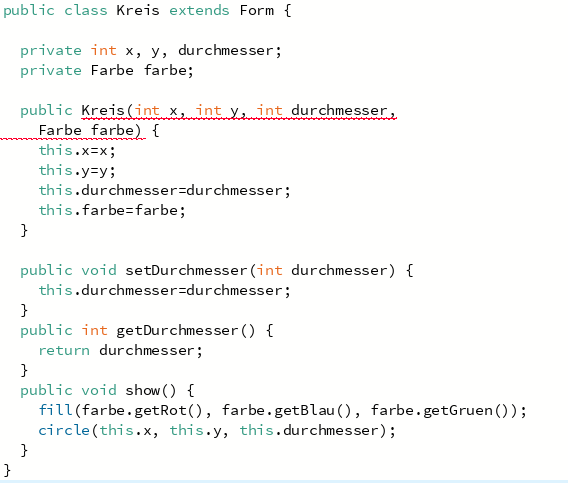 public class Kreis extends Form {

  private int x, y, durchmesser;
  private Farbe farbe;

  public Kreis(int x, int y, int durchmesser,
    Farbe farbe) {
    this.x=x;
    this.y=y;
    this.durchmesser=durchmesser;
    this.farbe=farbe;
  }

  public void setDurchmesser(int durchmesser) {
    this.durchmesser=durchmesser;
  }
  public int getDurchmesser() {
    return durchmesser;
  }
  public void show() {
    fill(farbe.getRot(), farbe.getBlau(), farbe.getGruen());
    circle(this.x, this.y, this.durchmesser);
  }
}